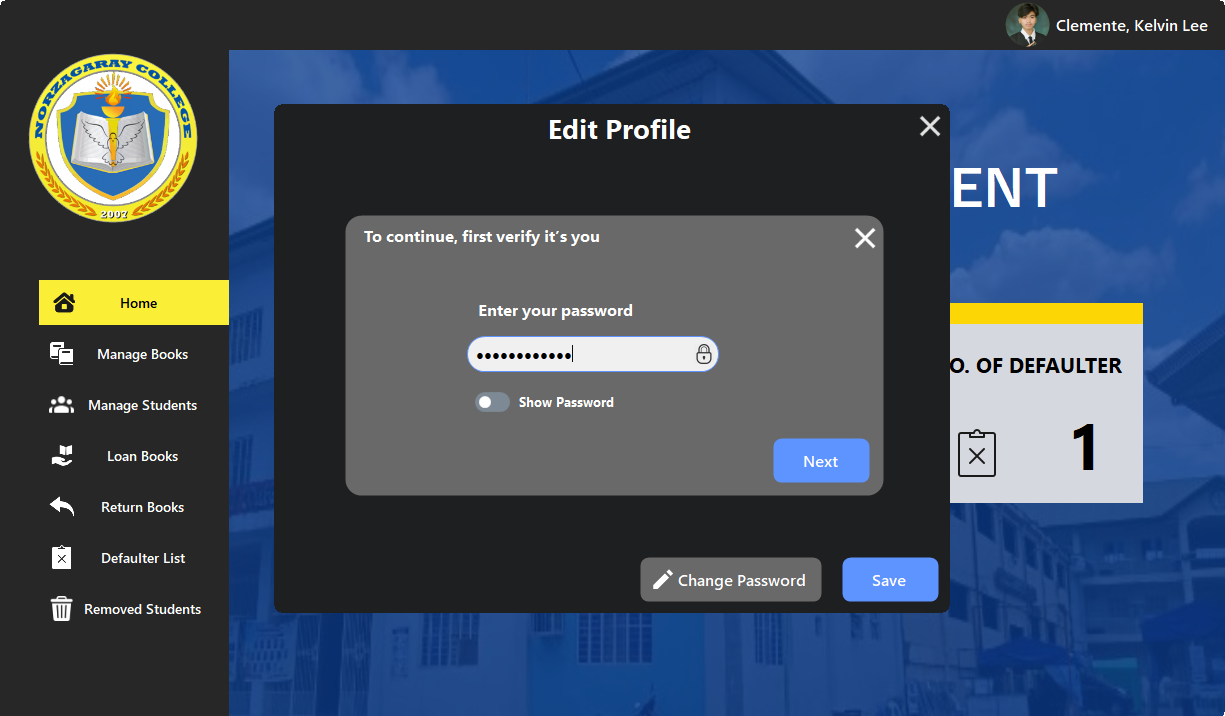 Clemente, Kelvin Lee
NORZAGARAY COLLEGE
2007
Home
Manage Books
Manage Students
Loan Books
Return Books
Defaulter List
Removed Students
Edit Profile
ENT
To continue, first verify it’s you
Enter your password
••••••••••••
Show Password
Next
O. OF DEFAULTER
1
Change Password
Save